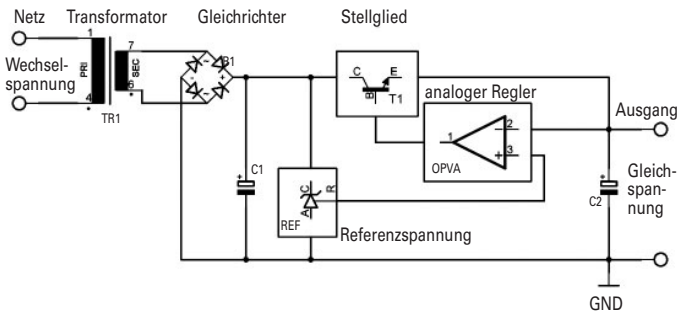 Netz
Transformator
Gleichrichter
Stellglied
1
7
PRI
SEC
4
6
TR1
Wechsel-
spannung
~
B1
-
+
~
C
E
B
T1
analoger Regler
1
2
-
+
3
OPVA
Ausgang
+
C1
C
R
A
REF
Referenzspannung
+
C2
Gleich-
span-
nung
GND